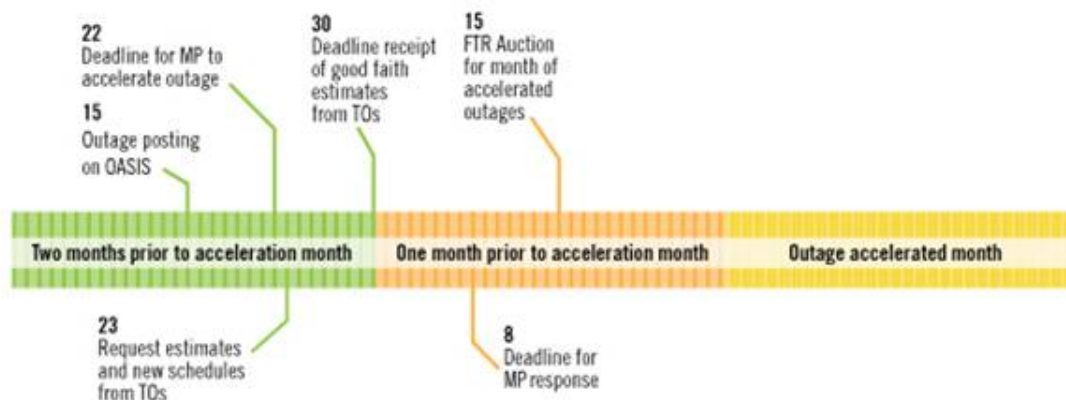 22
Deadline for MP to
accelerate outage
15
Outage posting
on OASIS
30
Deadline receipt
of good faith
estimates
from TOs
15
FTR Auction
for month of
accelerated
outages
Two months prior to acceleration month
One month prior to acceleration month
Outage accelerated month
23
Request estimates
and new schedules
from TOs
8
Deadline for
MP response